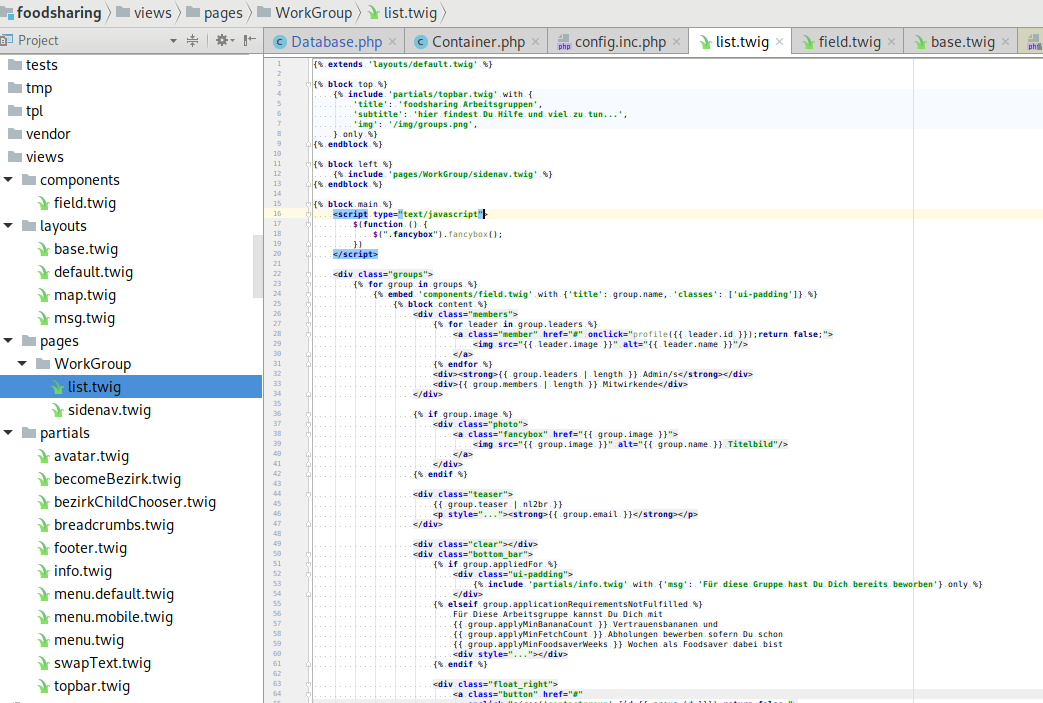 foodsharing views pages WorkGroup list.twig
Project
Database.php Container.php config.inc.php list.twig field.twig base.twig
tests
tmp
tpl
vendor
views
components
field.twig
layouts
base.twig
default.twig
map.twig
msg.twig
pages
WorkGroup
list.twig
sidenav.twig
partials
avatar.twig
becomeBezirk.twig
bezirkChildChooser.twig
breadcrumbs.twig
footer.twig
info.twig
menu.default.twig
menu.mobile.twig
menu.twig
swapText.twig
topbar.twig
1 {% extends 'layouts/default.twig' %}
2
3 {% block top %}
4 {% include 'partials/topbar.twig' with {
5 'title': 'foodsharing Arbeitsgruppen',
6 'subtitle': 'hier findest Du Hilfe und viel zu tun...',
7 'img': '/img/groups.png',
8 } only %}
9 {% endblock %}
10
11 {% block left %}
12 {% include 'pages/WorkGroup/sidenav.twig' %}
13 {% endblock %}
14
15 {% block main %}
16 <script type="text/javascript">
17 $(function () {
18 $(".fancybox").fancybox();
19 })
20 </script>
21
22 <div class="groups">
23 {% for group in groups %}
24 {% embed 'components/field.twig' with {'title': group.name, 'classes': ['ui-padding']} %}
25 {% block content %}
26 <div class="members">
27 {% for leader in group.leaders %}
28 <a class="member" href="#" onclick="profile({{ leader.id }});return false;">
29 <img src="{{ leader.image }}" alt="{{ leader.name }}"/>
30 </a>
31 {% endfor %}
32 <div><strong>{{ group.leaders | length }} Admin/s</strong></div>
33 <div>{{ group.members | length }} Mitwirkende</div>
34 </div>
35
36 {% if group.image %}
37 <div class="photo">
38 <a class="fancybox" href="{{ group.image }}">
39 <img src="{{ group.image }}" alt="{{ group.name }} Titelbild"/>
40 </a>
41 </div>
42 {% endif %}
43
44 <div class="teaser">
45 {{ group.teaser | nl2br }}
46 <p style="..."><strong>{{ group.email }}</strong></p>
47 </div>
48
49 <div class="clear"></div>
50 <div class="bottom_bar">
51 {% if group.appliedFor %}
52 <div class="ui-padding">
53 {% include 'partials/info.twig' with {'msg': 'Für diese Gruppe hast Du Dich bereits beworben'} only %}
54 </div>
55 {% elseif group.applicationRequirementsNotFulfilled %}
56 Für Diese Arbeitsgruppe kannst Du Dich mit
57 {{ group.applyMinBananaCount }} Vertrauensbananen und
58 {{ group.applyMinFetchCount }} Abholungen bewerben sofern Du schon
59 {{ group.applyMinFoodsaverWeeks }} Wochen als Foodsaver dabei bist
60 <div style="..."></div>
61 {% endif %}
62
63 <div class="float_right">
64 <a class="button" href="#"